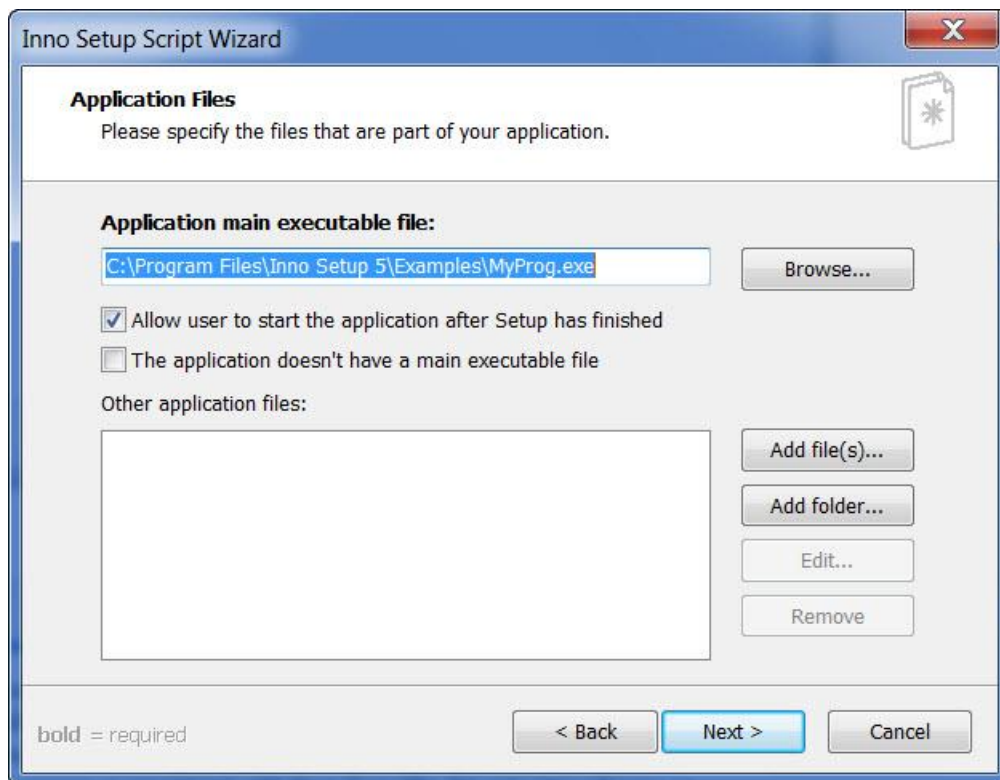 Inno Setup Script Wizard
Application Files
Please specify the files that are part of your application.
Application main executable file:
C:\Program Files\Inno Setup 5\Examples\MyProg.exe
Browse...
Allow user to start the application after Setup has finished
The application doesn't have a main executable file
Other application files:
Add file(s)...
Add folder...
Edit...
Remove
bold = required
< Back
Next >
Cancel